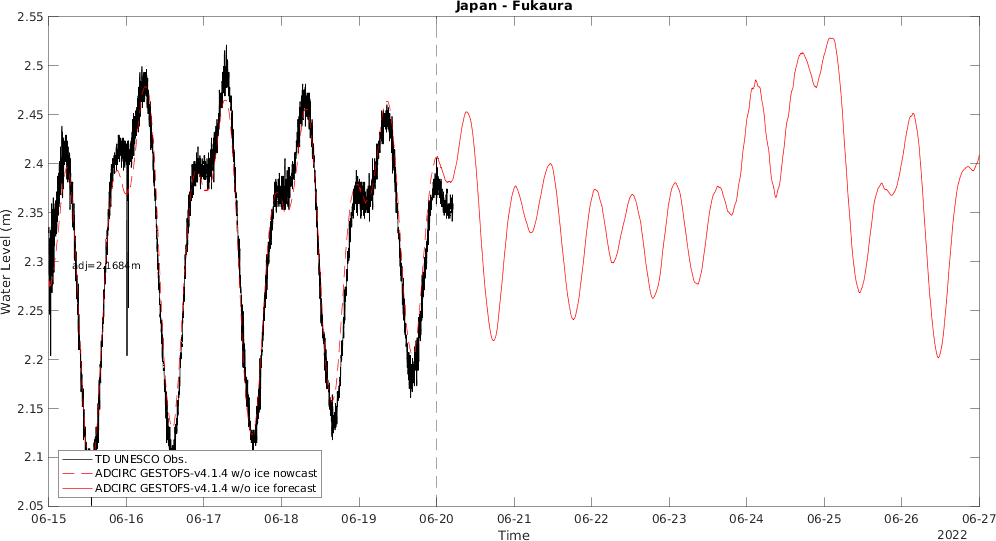 Japan - Fukaura
2.55
2.5
2.45
2.4
2.35
2.3
2.25
2.2
2.15
2.1
2.05
Water Level (m)
adj=2.1684m
TD UNESCO Obs.
ADCIRC GESTOFS-v4.1.4 w/o ice nowcast
ADCIRC GESTOFS-v4.1.4 w/o ice forecast
06-15 06-16 06-17 06-18 06-19 06-20 06-21 06-22 06-23 06-24 06-25 06-26 06-27
Time
2022